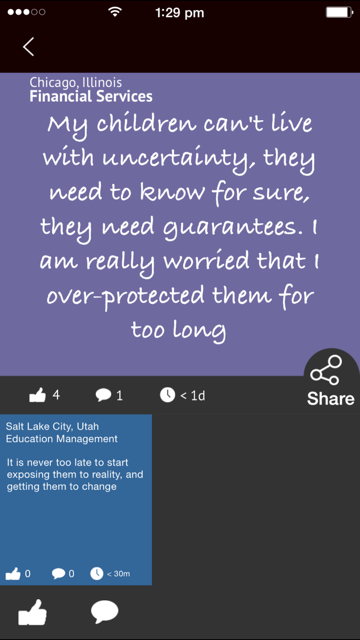 1:29 pm
Chicago, Illinois
Financial Services
My children can't live
with uncertainty, they
need to know for sure,
they need guarantees. I
am really worried that I
over-protected them for
too long
4 1 < 1d
Share
Salt Lake City, Utah
Education Management
It is never too late to start
exposing them to reality, and
getting them to change
0 0 < 30m